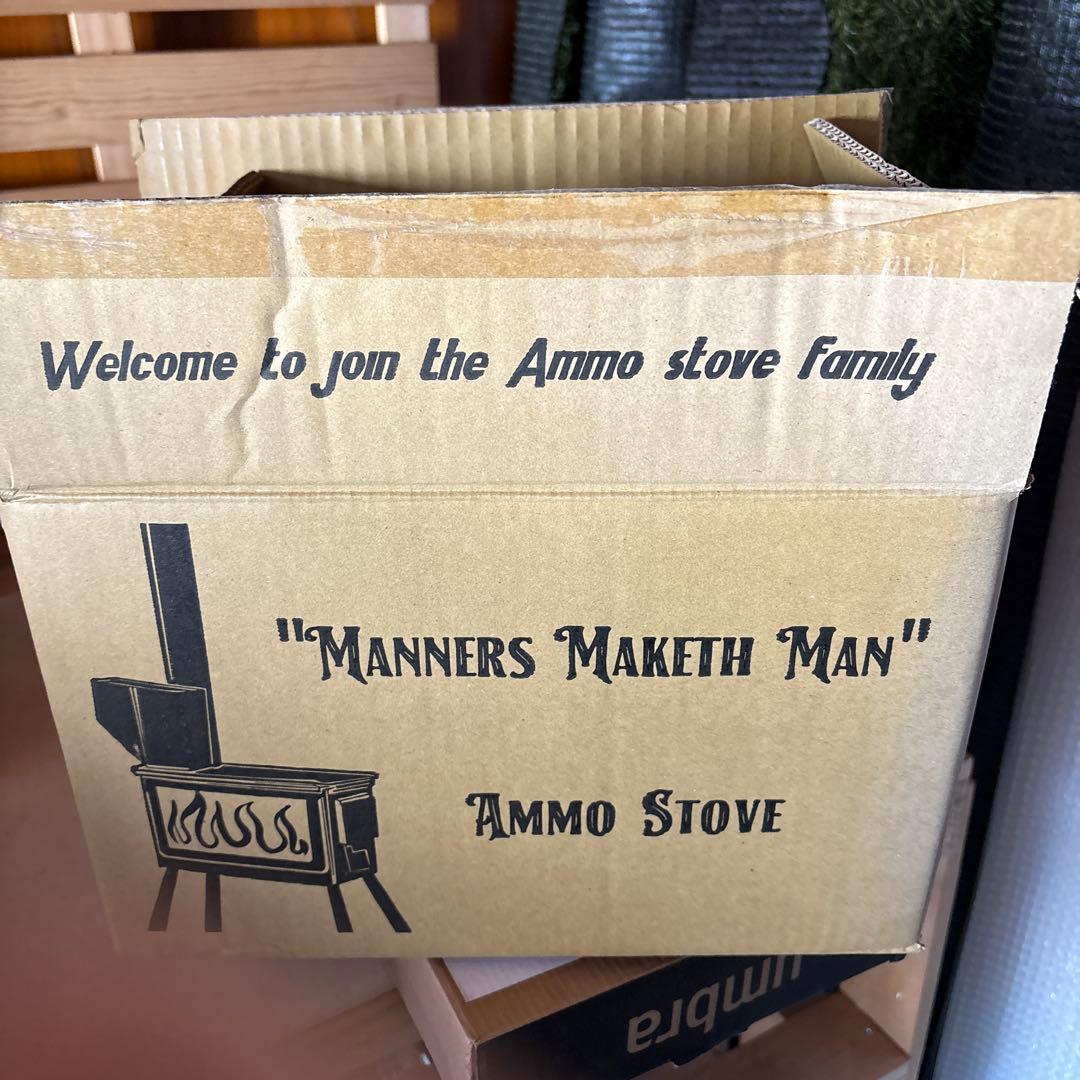 Welcome to join the Ammo stove family
"Manners Maketh Man"
Ammo Stove
umbra